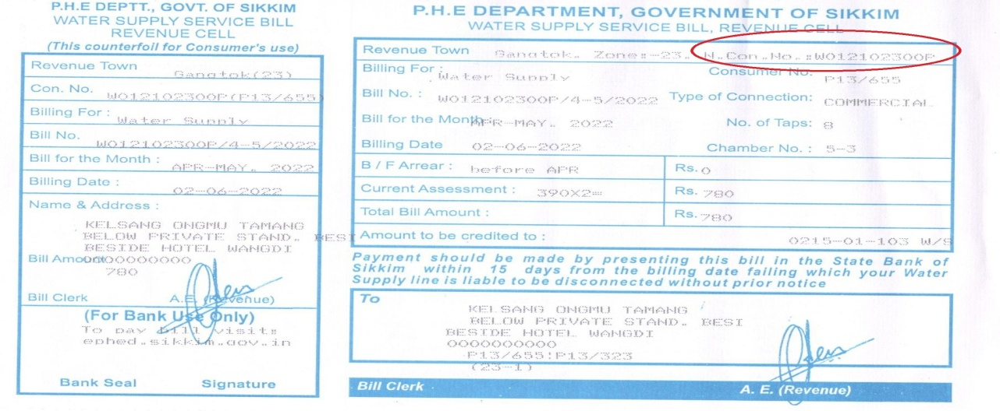 P.H.E DEPTT., GOVT. OF SIKKIM
WATER SUPPLY SERVICE BILL
REVENUE CELL
(This counterfoil for Consumer's use)
Revenue Town Gangtok(23)
Con. No. W012102300P(P13/655)
Billing For : Water Supply
Bill No. W012102300P/4-5/2022
Bill for the Month : APR-MAY, 2022
Billing Date : 02-06-2022
Name & Address :
KELSANG ONGMU TAMANG
BELOW PRIVATE STAND, BESI
BESIDE HOTEL WANGDI
Bill Amount 0000000000
780
Bill Clerk A.E. (Revenue)
(For Bank Use Only)
To pay bill visit:
ephed.sikkim.gov.in
Bank Seal Signature
P.H.E DEPARTMENT, GOVERNMENT OF SIKKIM
WATER SUPPLY SERVICE BILL, REVENUE CELL
Revenue Town Gangtok, Zone:-23, N.Con.No.:W012102300P
Billing For : Water Supply Consumer No. P13/655
Bill No. : W012102300P/4-5/2022 Type of Connection: COMMERCIAL
Bill for the Month: APR-MAY, 2022 No. of Taps: 8
Billing Date 02-06-2022 Chamber No. : 5-3
B / F Arrear : before APR Rs. 0
Current Assessment : 390X2= Rs. 780
Total Bill Amount : Rs. 780
Amount to be credited to : 0215-01-103 W/S
Payment should be made by presenting this bill in the State Bank of
Sikkim within 15 days from the billing date failing which your Water
Supply line is liable to be disconnected without prior notice
To
KELSANG ONGMU TAMANG
BELOW PRIVATE STAND, BESI
BESIDE HOTEL WANGDI
0000000000
P13/655:P13/323
(23-1)
Bill Clerk A. E. (Revenue)